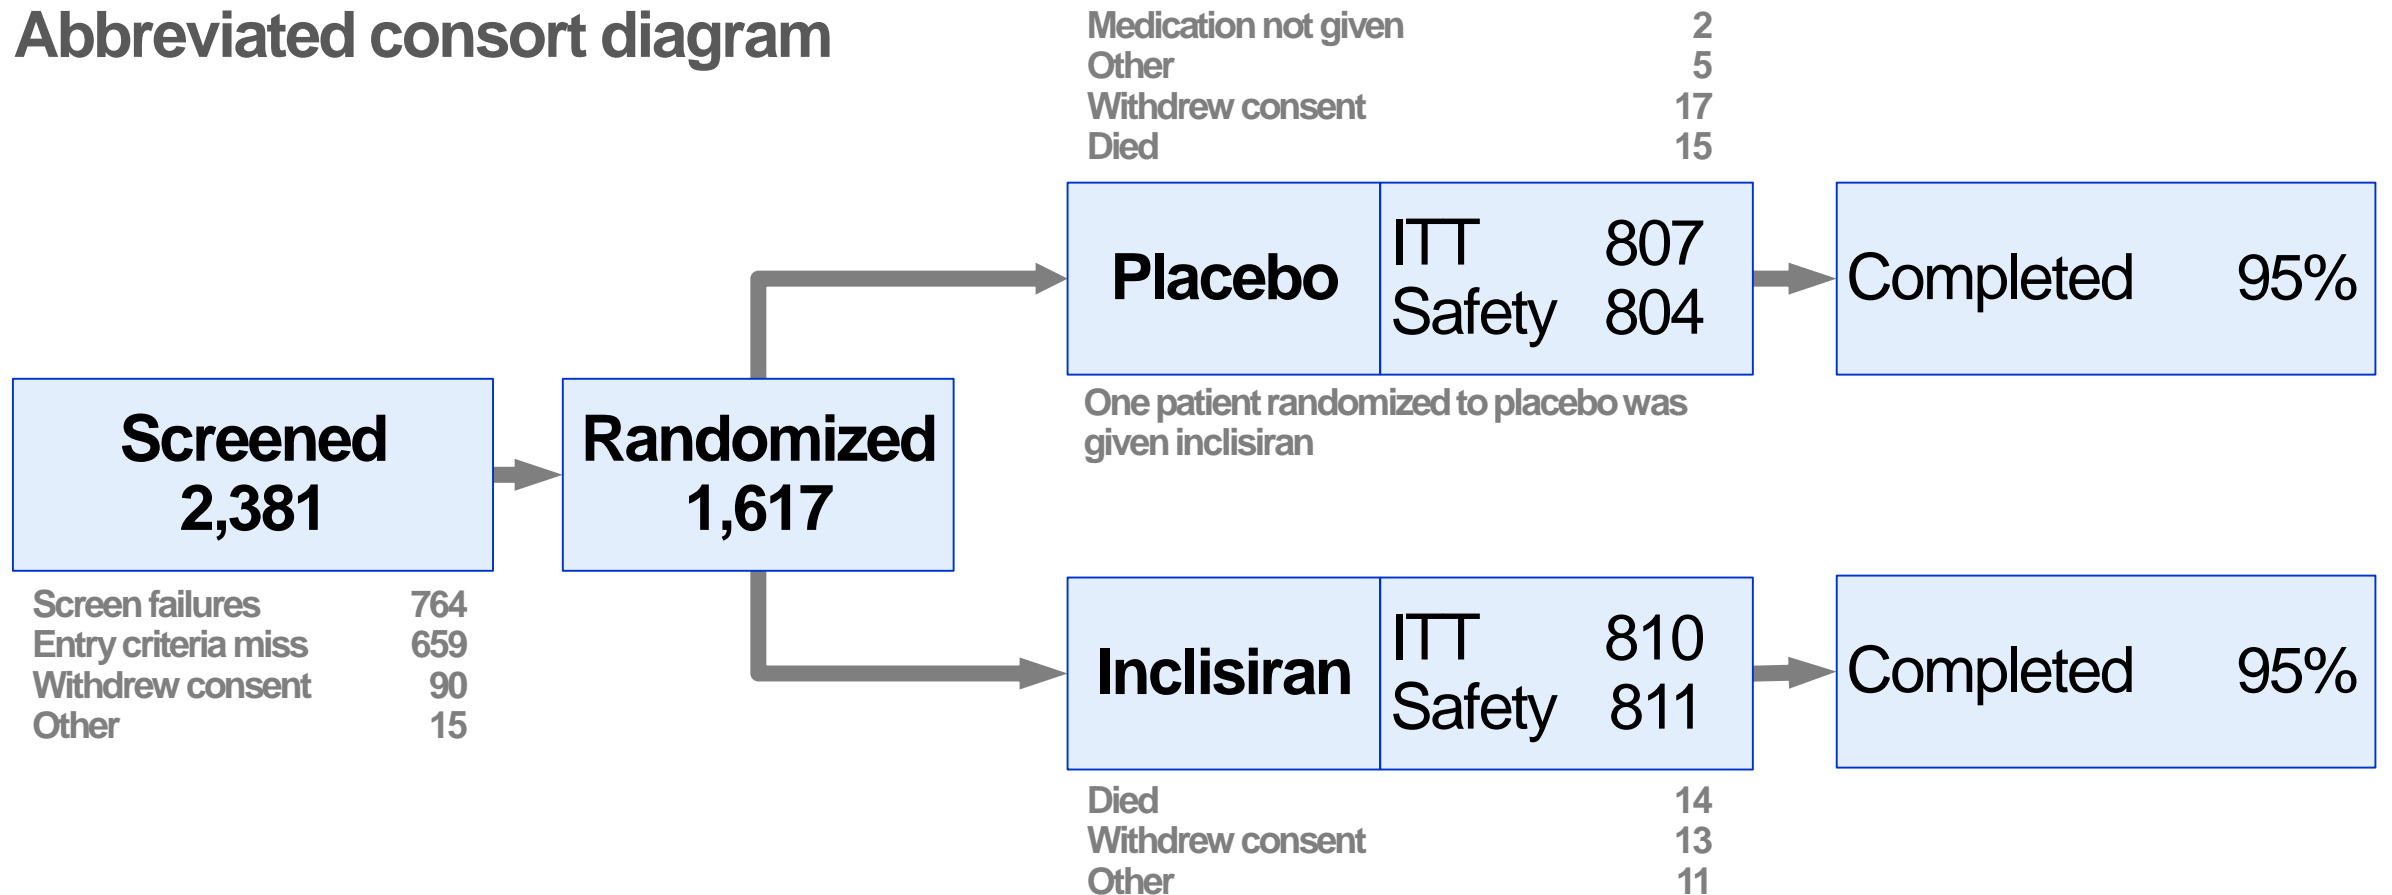 Abbreviated consort diagram
Medication not given 2
Other 5
Withdrew consent 17
Died 15
Placebo
ITT 807
Safety 804
Completed 95%
One patient randomized to placebo was
given inclisiran
Screened
2,381
Randomized
1,617
Screen failures 764
Entry criteria miss 659
Withdrew consent 90
Other 15
Inclisiran
ITT 810
Safety 811
Completed 95%
Died 14
Withdrew consent 13
Other 11